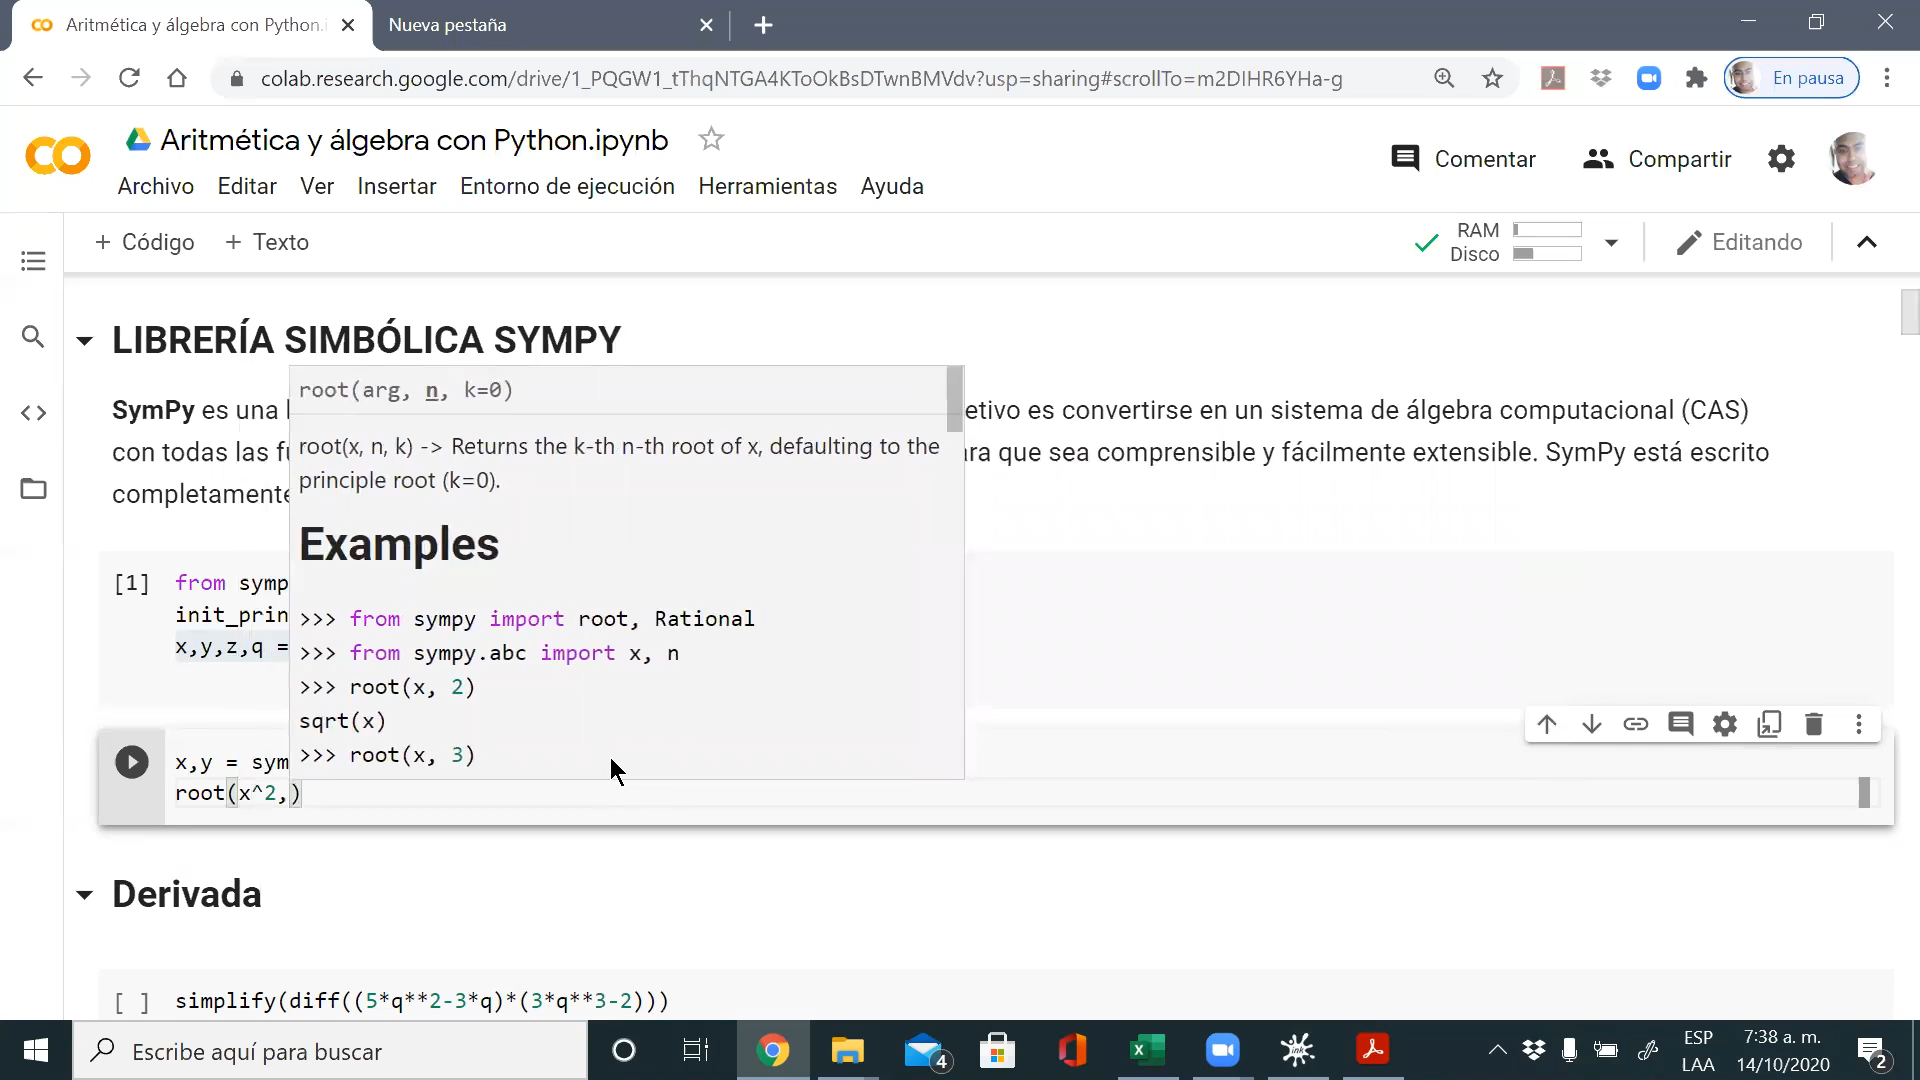 Aritmética y álgebra con Python.i
Nueva pestaña
colab.research.google.com/drive/1_PQGW1_tThqNTGA4KToOkBsDTwnBMVdv?usp=sharing#scrollTo=m2DIHR6YHa-g
En pausa
Aritmética y álgebra con Python.ipynb
Comentar
Compartir
Archivo Editar Ver Insertar Entorno de ejecución Herramientas Ayuda
+ Código + Texto
RAM
Disco
Editando
LIBRERÍA SIMBÓLICA SYMPY
SymPy es una l
etivo es convertirse en un sistema de álgebra computacional (CAS)
con todas las fu
ra que sea comprensible y fácilmente extensible. SymPy está escrito
completamente
root(arg, n, k=0)
root(x, n, k) -> Returns the k-th n-th root of x, defaulting to the
principle root (k=0).
Examples
>>> from sympy import root, Rational
>>> from sympy.abc import x, n
>>> root(x, 2)
sqrt(x)
>>> root(x, 3)
[1] from symp
init_prin
x,y,z,q =
x,y = sym
root(x^2,)
Derivada
[ ] simplify(diff((5*q**2-3*q)*(3*q**3-2)))
Escribe aquí para buscar
4
ink
ESP
LAA
7:38 a. m.
14/10/2020
2